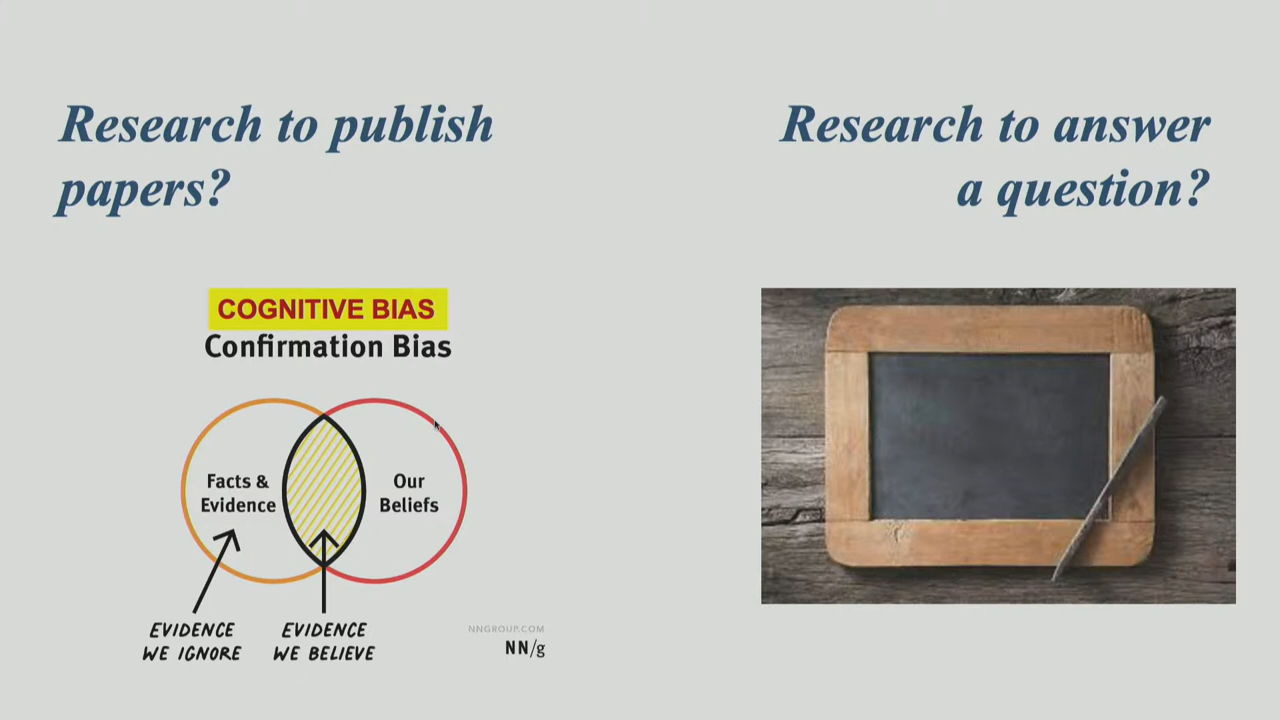 Research to publish
papers?
Research to answer
a question?
COGNITIVE BIAS
Confirmation Bias
Facts &
Evidence
Our
Beliefs
EVIDENCE
WE IGNORE
EVIDENCE
WE BELIEVE
NNGROUP.COM
NN/g